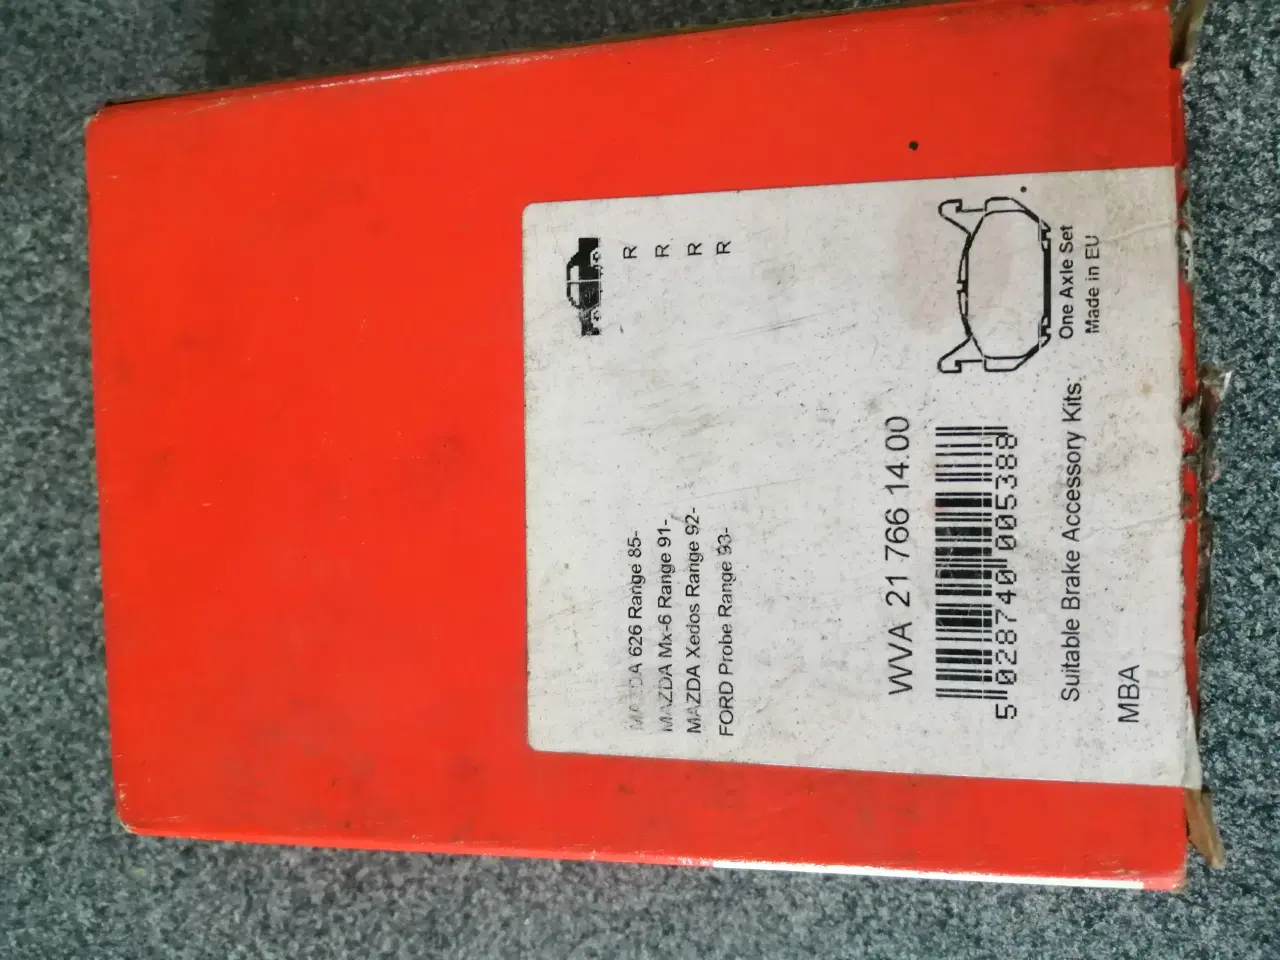 MAZDA 626 Range 85- R
MAZDA Mx-6 Range 91- R
MAZDA Xedos Range 92- R
FORD Probe Range 93- R
WVA 21 766 14.00
5 028740 005388
One Axle Set
Made in EU
Suitable Brake Accessory Kits:
MBA